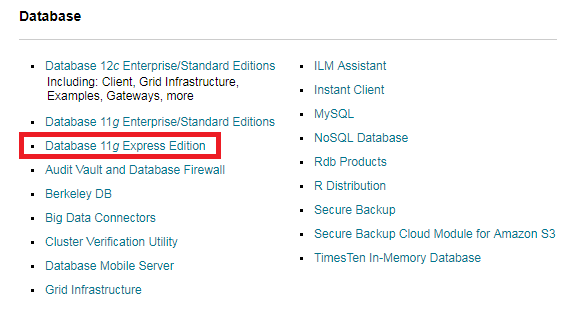 Database
Database 12c Enterprise/Standard Editions
Including: Client, Grid Infrastructure,
Examples, Gateways, more
Database 11g Enterprise/Standard Editions
Database 11g Express Edition
Audit Vault and Database Firewall
Berkeley DB
Big Data Connectors
Cluster Verification Utility
Database Mobile Server
Grid Infrastructure
ILM Assistant
Instant Client
MySQL
NoSQL Database
Rdb Products
R Distribution
Secure Backup
Secure Backup Cloud Module for Amazon S3
TimesTen In-Memory Database